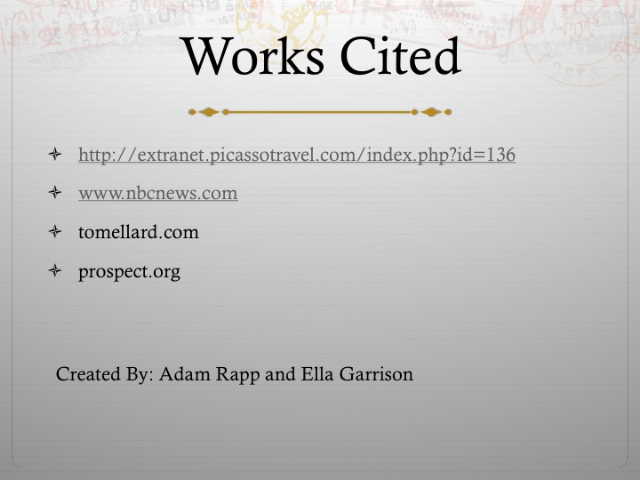 Works Cited
http://extranet.picassotravel.com/index.php?id=136
www.nbcnews.com
tomellard.com
prospect.org
Created By: Adam Rapp and Ella Garrison